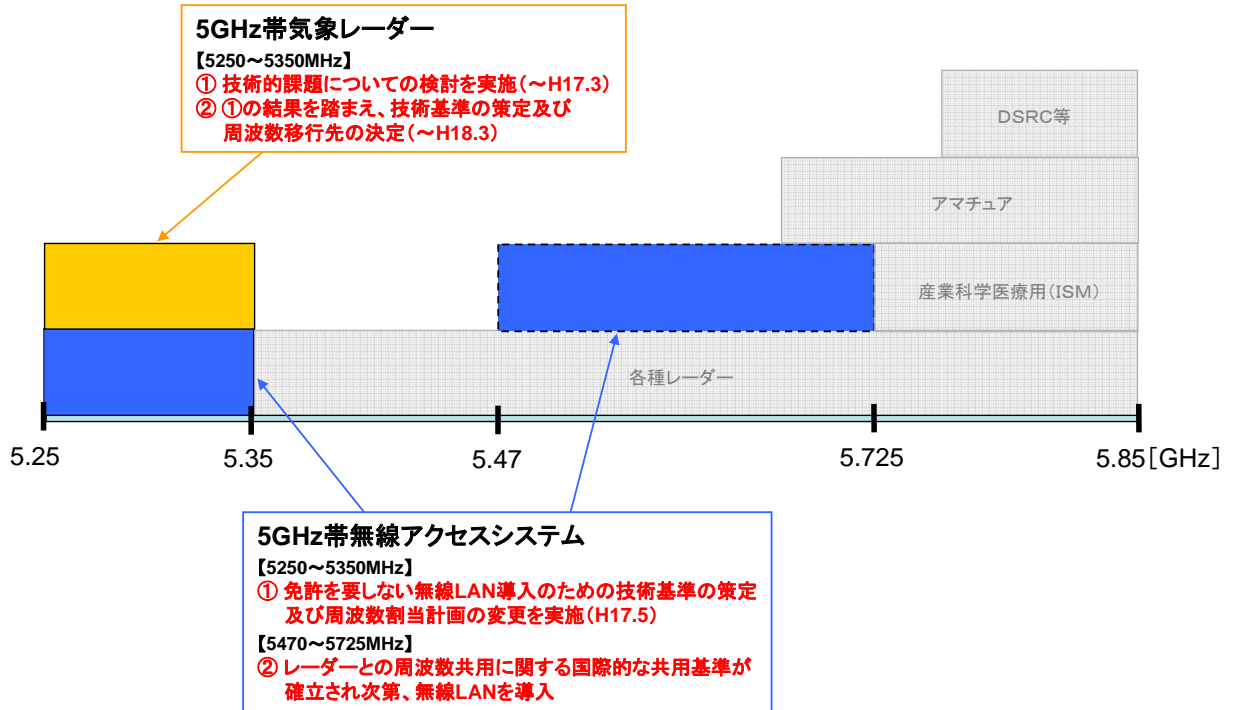 5GHz帯気象レーダー
【5250～5350MHz】
① 技術的課題についての検討を実施(～H17.3)
② ①の結果を踏まえ、技術基準の策定及び
周波数移行先の決定(～H18.3)
DSRC等
アマチュア
産業科学医療用(ISM)
各種レーダー
5.25
5.35
5.47
5.725
5.85[GHz]
5GHz帯無線アクセスシステム
【5250～5350MHz】
① 免許を要しない無線LAN導入のための技術基準の策定
及び周波数割当計画の変更を実施(H17.5)
【5470～5725MHz】
② レーダーとの周波数共用に関する国際的な共用基準が
確立され次第、無線LANを導入